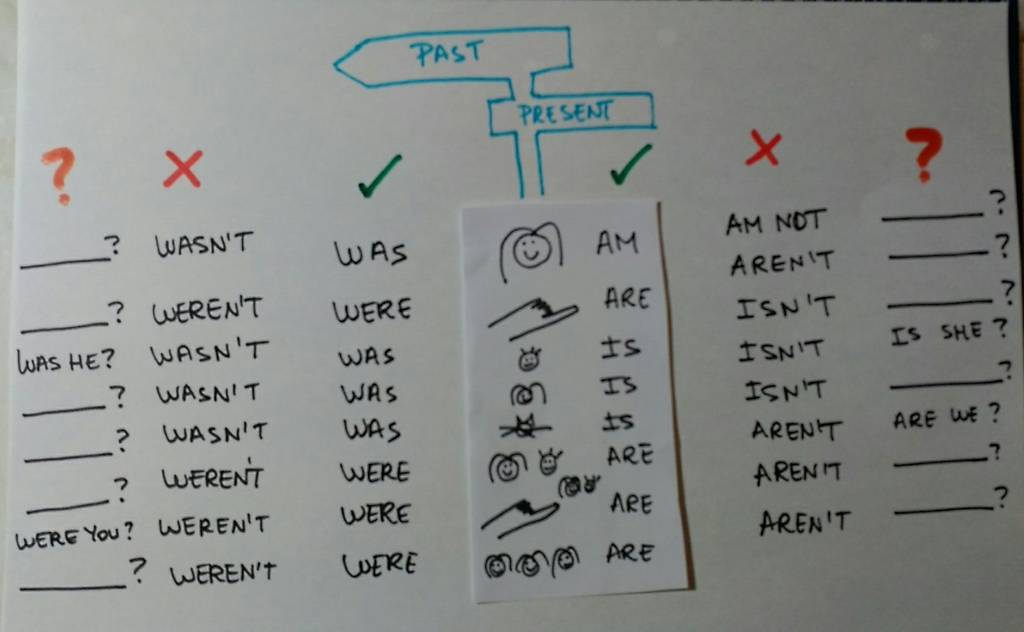 PAST
PRESENT
? X ✓ ✓ X ?
______? WASN'T WAS AM AM NOT ______?
______? WEREN'T WERE ARE AREN'T ______?
WAS HE? WASN'T WAS IS ISN'T ______?
______? WASN'T WAS IS ISN'T IS SHE?
______? WASN'T WAS IS ISN'T ______?
______? WEREN'T WERE ARE AREN'T ARE WE?
WERE YOU? WEREN'T WERE ARE AREN'T ______?
______? WEREN'T WERE ARE AREN'T ______?